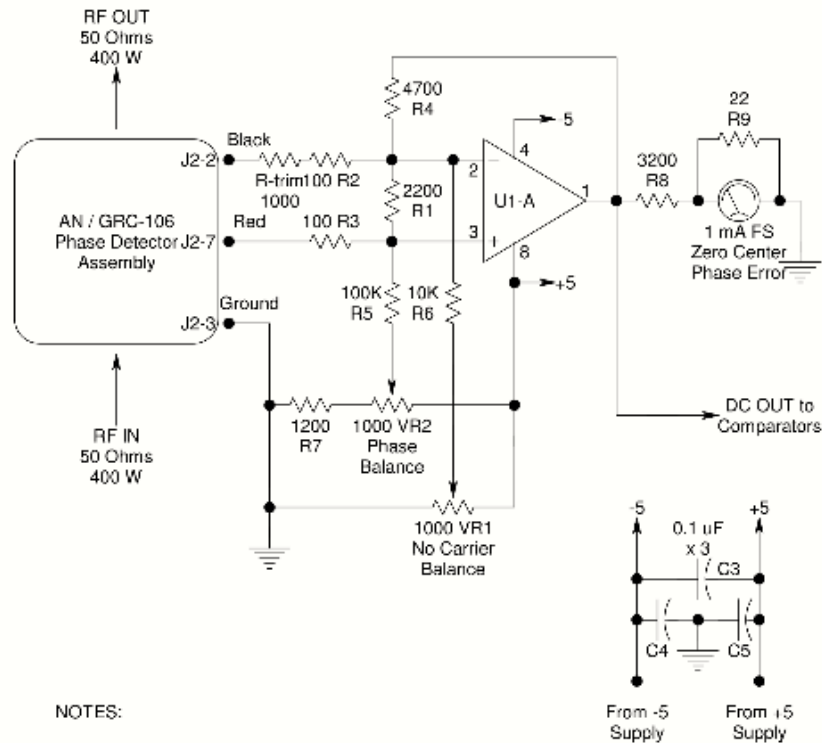 RF OUT
50 Ohms
400 W
4700
R4
5
4
22
R9
Black
J2-2
R-trim
1000
100 R2
2
−
2200
R1
U1-A
1
3200
R8
AN / GRC-106
Phase Detector
Assembly
Red
J2-7
100 R3
3
+
8
1 mA FS
Zero Center
Phase Error
+5
100K
R5
10K
R6
Ground
J2-3
RF IN
50 Ohms
400 W
1200
R7
1000 VR2
Phase
Balance
DC OUT to
Comparators
1000 VR1
No Carrier
Balance
-5
+5
0.1 uF
x 3
C3
C4
C5
NOTES:
From -5
Supply
From +5
Supply